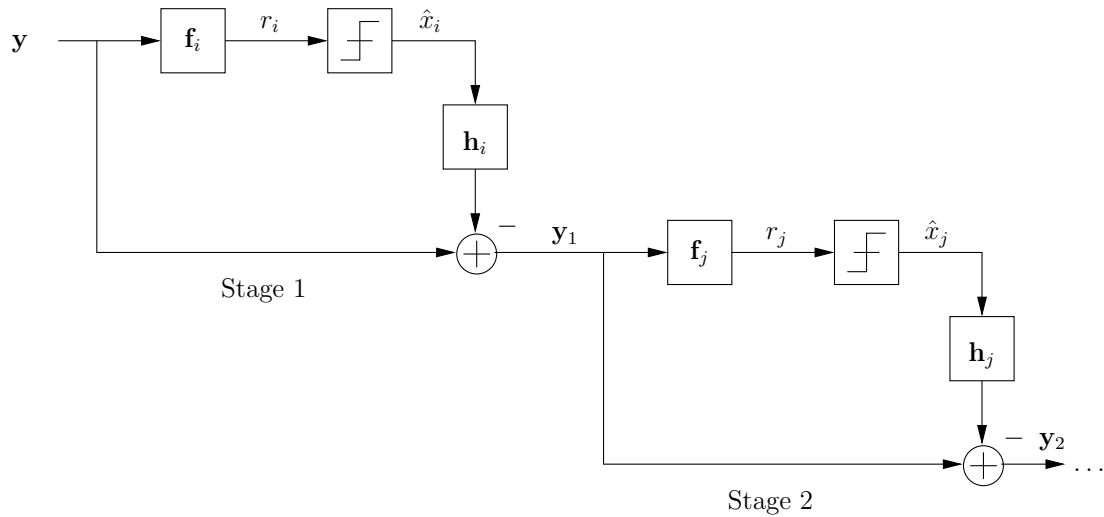 y
f_i
r_i
x̂_i
h_i
−
y_1
Stage 1
f_j
r_j
x̂_j
h_j
−
y_2
...
Stage 2